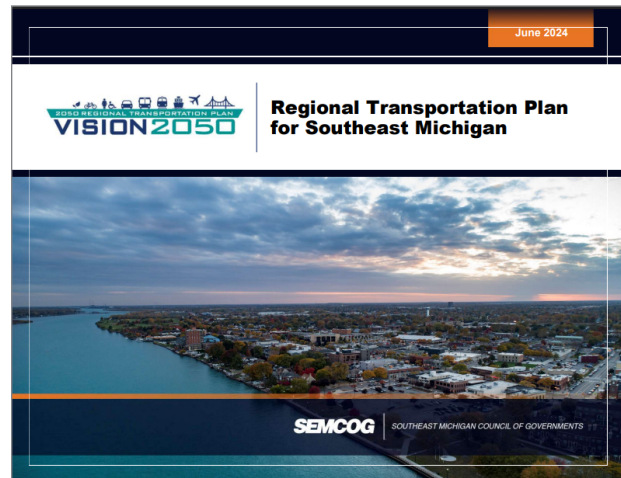 June 2024
2050 REGIONAL TRANSPORTATION PLAN
VISION2050
Regional Transportation Plan
for Southeast Michigan
SEMCOG
SOUTHEAST MICHIGAN COUNCIL OF GOVERNMENTS